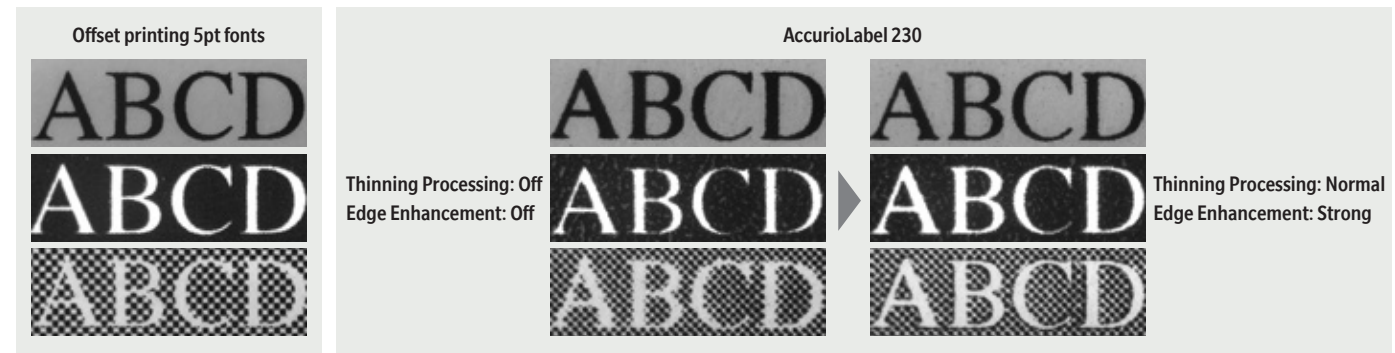 Offset printing 5pt fonts
ABCD
ABCD
ABCD
AccurioLabel 230
Thinning Processing: Off
Edge Enhancement: Off
ABCD
ABCD
ABCD
ABCD
ABCD
ABCD
Thinning Processing: Normal
Edge Enhancement: Strong